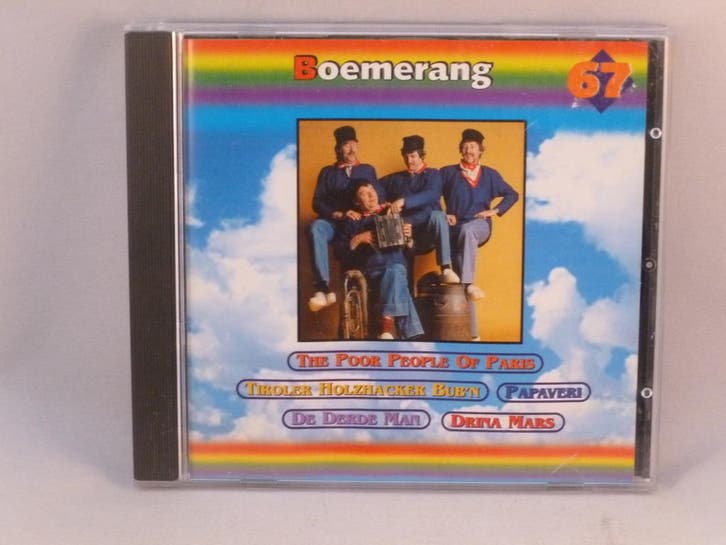 Boemerang 67
THE POOR PEOPLE OF PARIS
TIROLER HOLZHACKER BUB'N PAPAVERI
DE DERDE MAN DRINA MARS